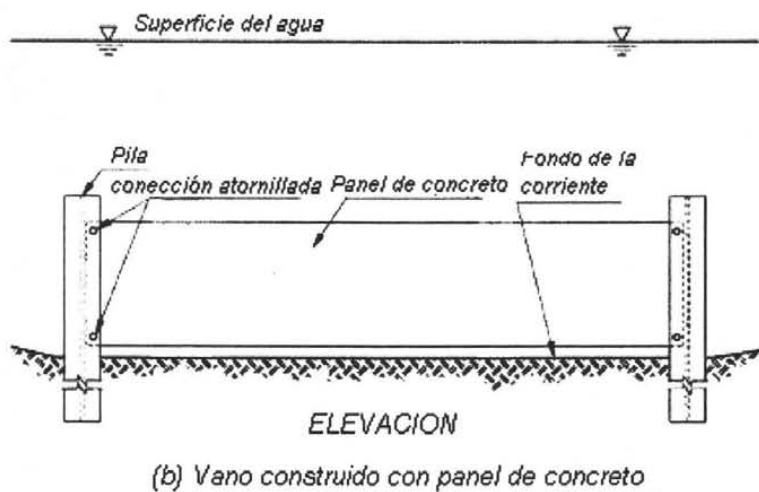 Superficie del agua
Pila
conección atornillada
Panel de concreto
Fondo de la
corriente
ELEVACION
(b) Vano construido con panel de concreto